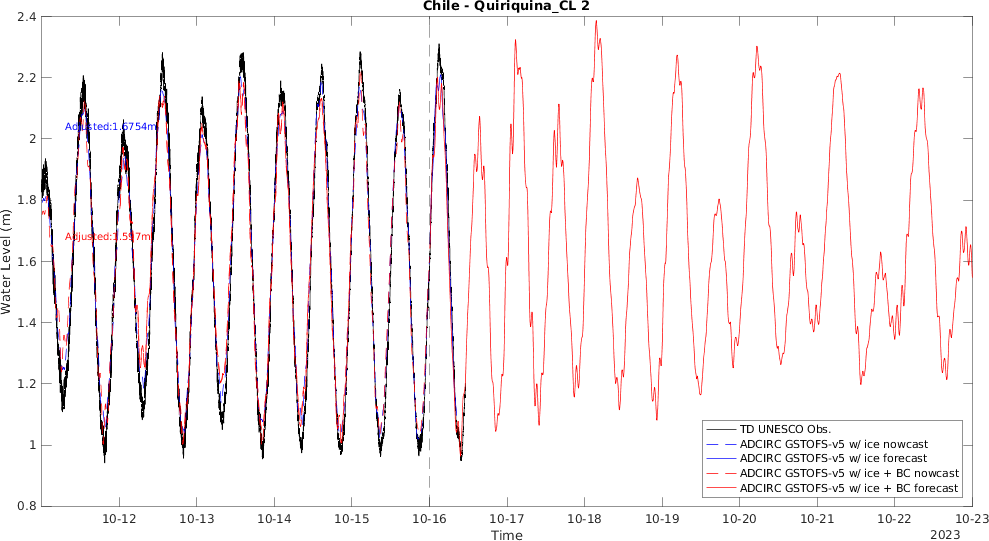 Chile - Quiriquina_CL 2
2.4
2.2
2
1.8
1.6
1.4
1.2
1
0.8
Water Level (m)
Adjusted:1.6754m
Adjusted:1.597m
TD UNESCO Obs.
ADCIRC GSTOFS-v5 w/ ice nowcast
ADCIRC GSTOFS-v5 w/ ice forecast
ADCIRC GSTOFS-v5 w/ ice + BC nowcast
ADCIRC GSTOFS-v5 w/ ice + BC forecast
10-12 10-13 10-14 10-15 10-16 10-17 10-18 10-19 10-20 10-21 10-22 10-23
Time
2023